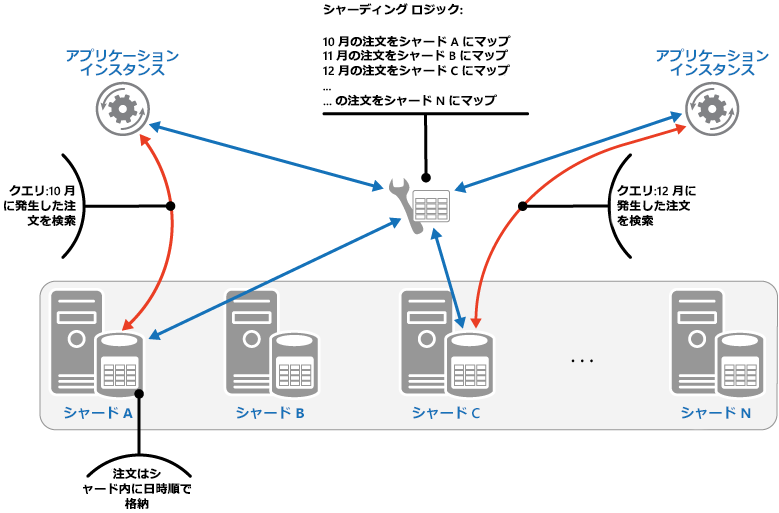 シャーディング ロジック:
10 月の注文をシャード A にマップ
11 月の注文をシャード B にマップ
12 月の注文をシャード C にマップ
...
... の注文をシャード N にマップ
アプリケーション
インスタンス
アプリケーション
インスタンス
クエリ:10 月
に発生した注
文を検索
クエリ:12 月に
発生した注文
を検索
...
シャード A
シャード B
シャード C
シャード N
注文はシ
ャード内に日時順で
格納